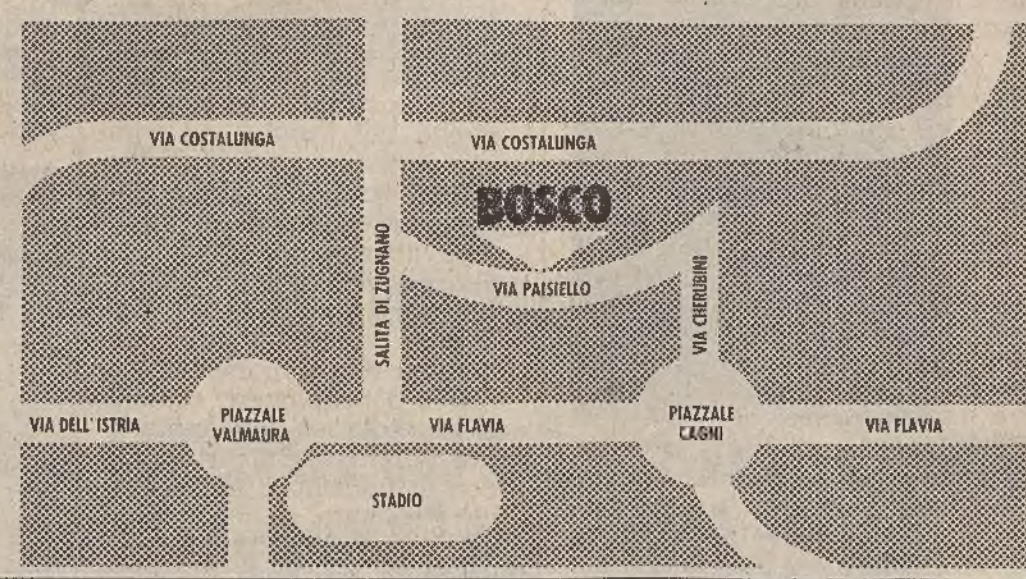 VIA COSTALUNGA
VIA COSTALUNGA
BOSCO
SALITA DI ZUGNANO
VIA PAISIELLO
VIA CHERUBINI
VIA DELL' ISTRIA
PIAZZALE
VALMAURA
VIA FLAVIA
PIAZZALE
CAGNI
VIA FLAVIA
STADIO